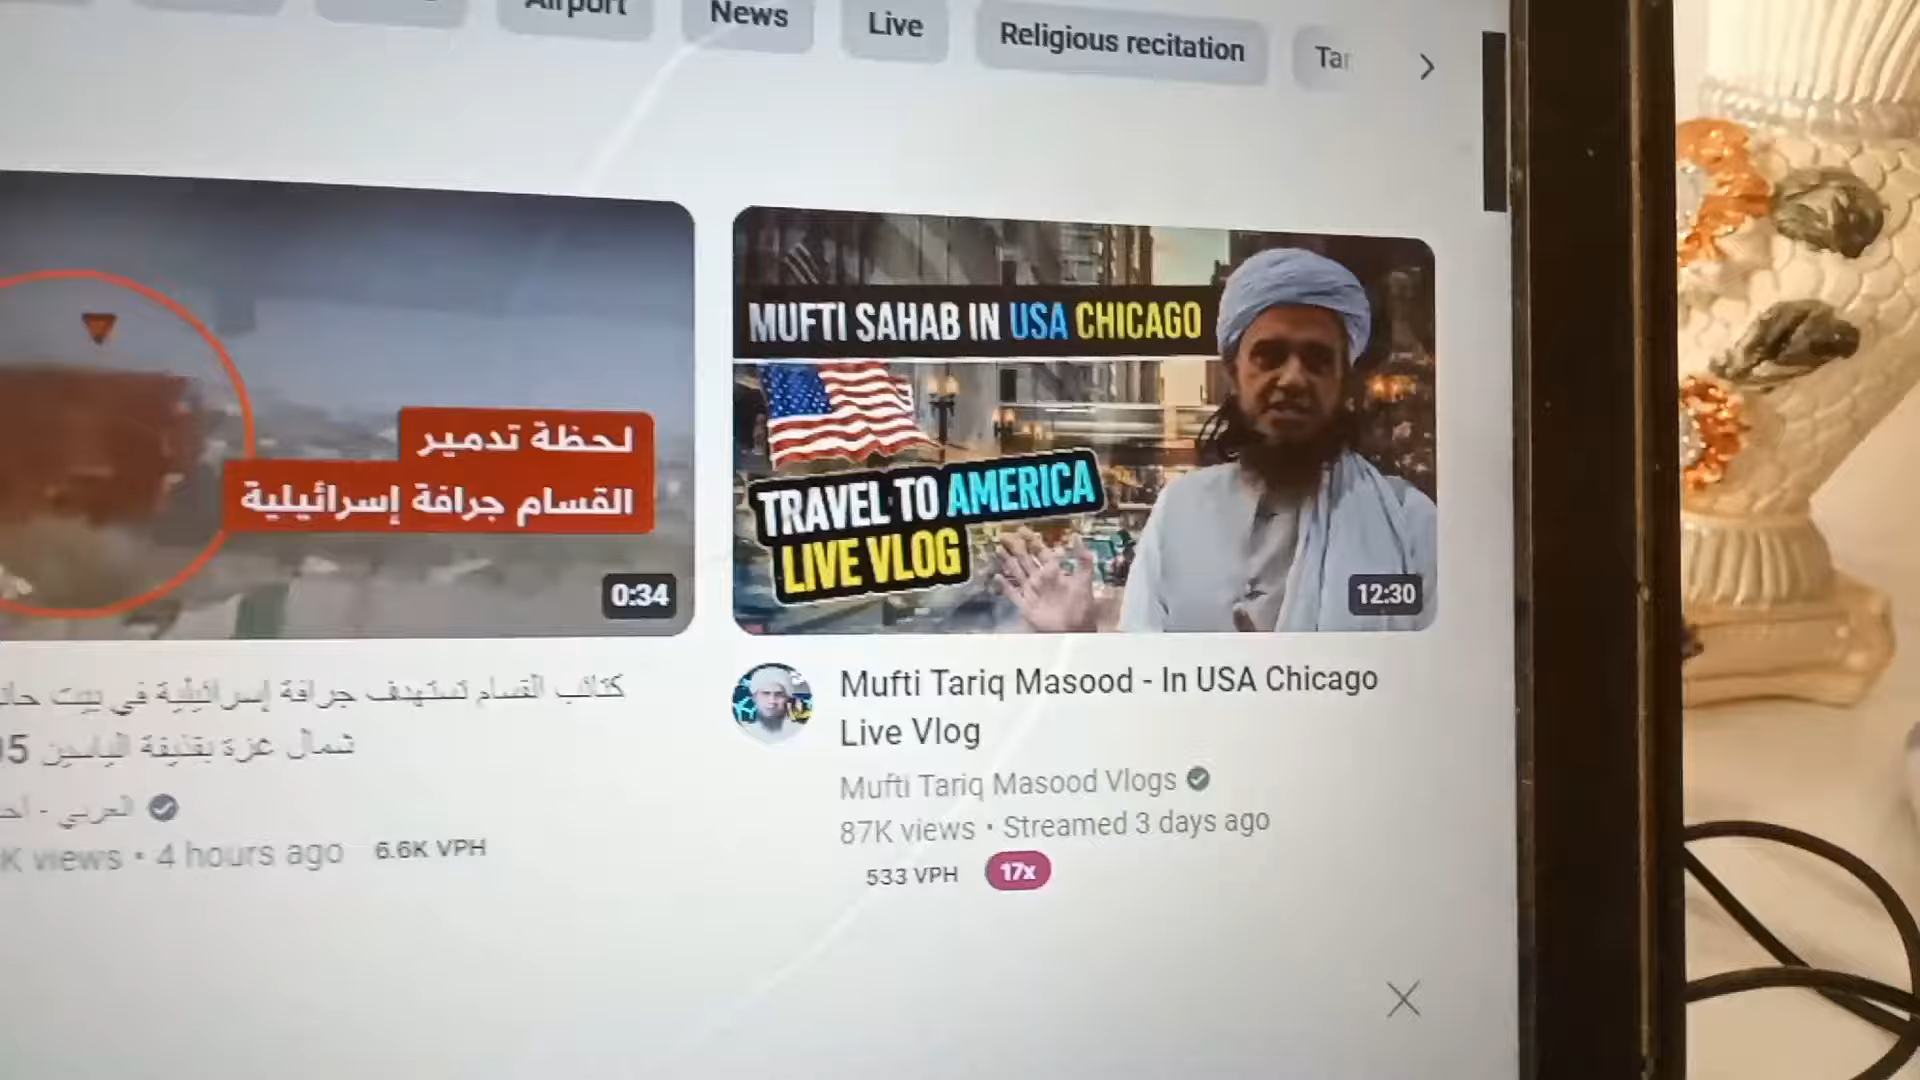 Airport
News
Live
Religious recitation
لحظة تدمير
القسام جرافة إسرائيلية
0:34
MUFTI SAHAB IN USA CHICAGO
TRAVEL TO AMERICA
LIVE VLOG
12:30
كتائب القسام تستهدف جرافة إسرائيلية في بيت
شمال غزة بقذيفة الياسين
العربي -
K views • 4 hours ago 6.6K VPH
Mufti Tariq Masood - In USA Chicago
Live Vlog
Mufti Tariq Masood Vlogs
87K views • Streamed 3 days ago
533 VPH 17x